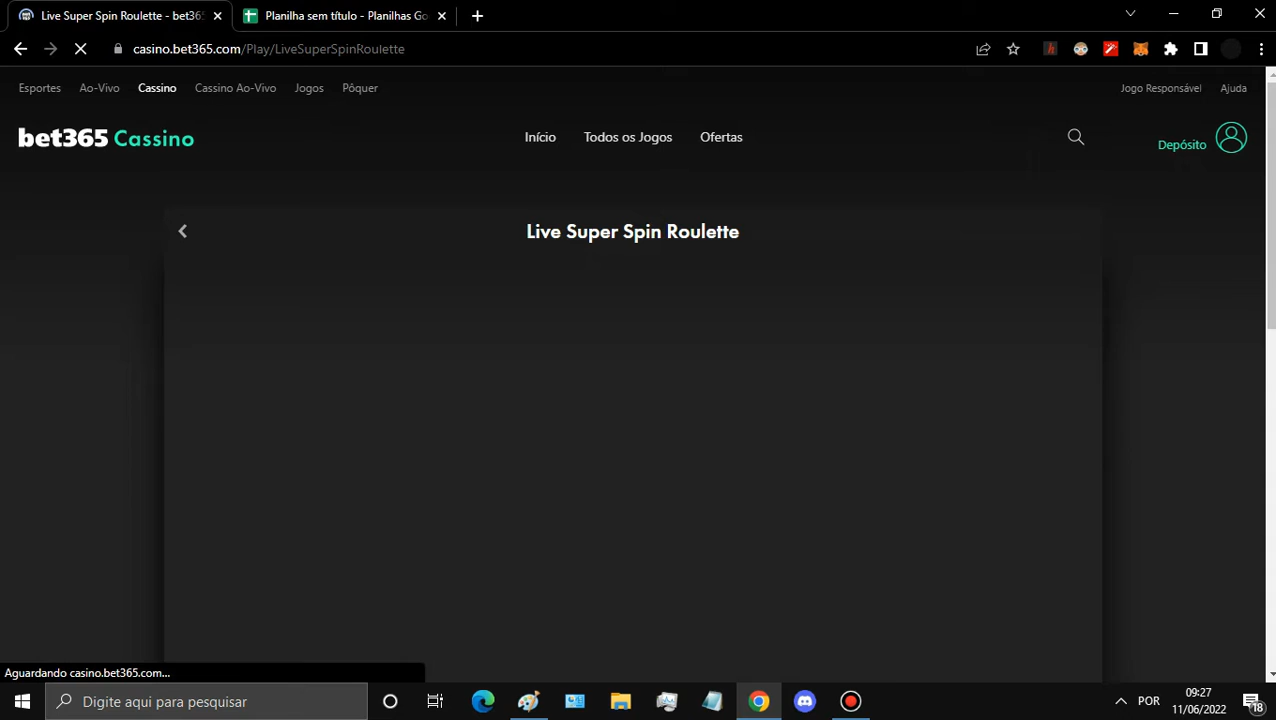 Live Super Spin Roulette - bet365
Planilha sem título - Planilhas Go
casino.bet365.com/Play/LiveSuperSpinRoulette
Esportes Ao-Vivo Cassino Cassino Ao-Vivo Jogos Pôquer Jogo Responsável Ajuda
bet365 Cassino
Início Todos os Jogos Ofertas
Depósito
Live Super Spin Roulette
Aguardando casino.bet365.com...
Digite aqui para pesquisar
POR
09:27
11/06/2022
18